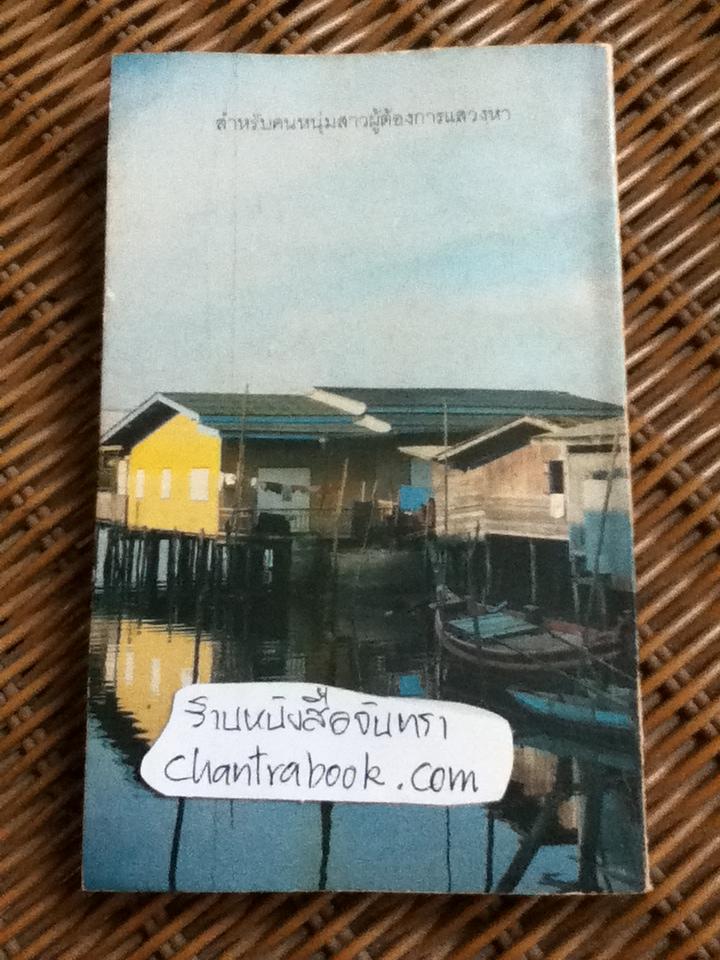 สำหรับคนหนุ่มสาวผู้ต้องการแสวงหา
ร้านหนังสือจันทรา
chantrabook.com